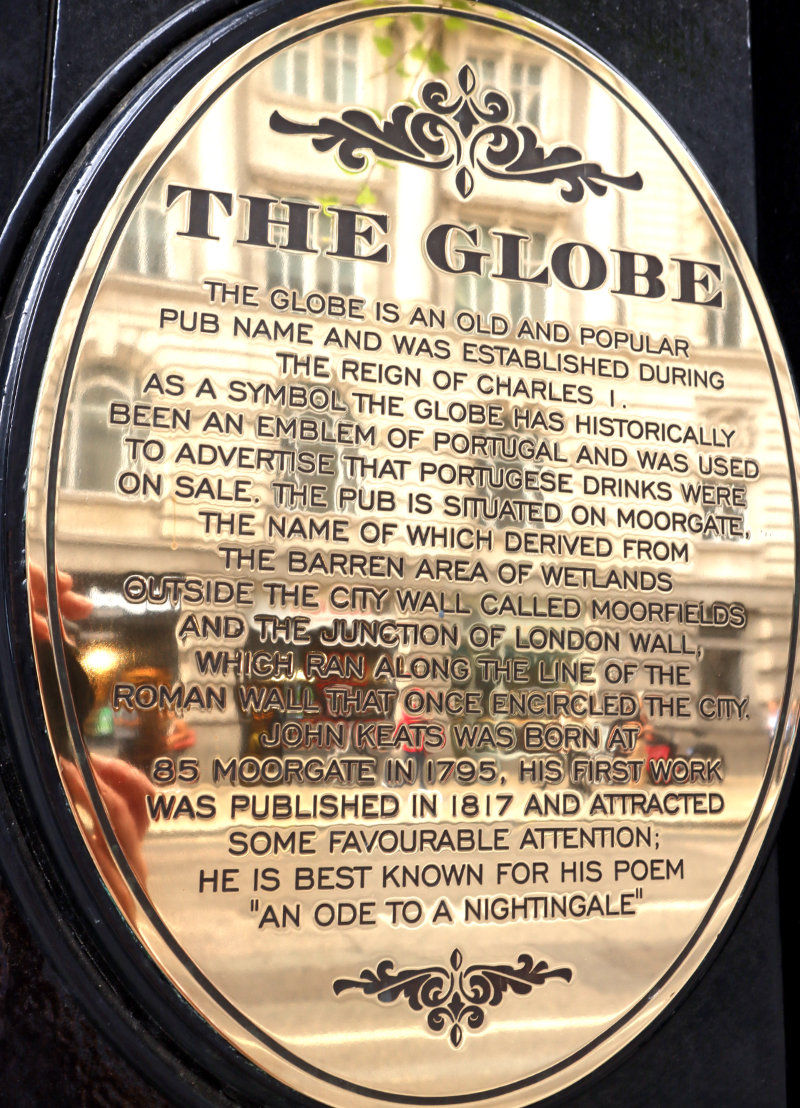 THE GLOBE
THE GLOBE IS AN OLD AND POPULAR
PUB NAME AND WAS ESTABLISHED DURING
THE REIGN OF CHARLES I.
AS A SYMBOL THE GLOBE HAS HISTORICALLY
BEEN AN EMBLEM OF PORTUGAL AND WAS USED
TO ADVERTISE THAT PORTUGESE DRINKS WERE
ON SALE. THE PUB IS SITUATED ON MOORGATE,
THE NAME OF WHICH DERIVED FROM
THE BARREN AREA OF WETLANDS
OUTSIDE THE CITY WALL CALLED MOORFIELDS
AND THE JUNCTION OF LONDON WALL,
WHICH RAN ALONG THE LINE OF THE
ROMAN WALL THAT ONCE ENCIRCLED THE CITY.
JOHN KEATS WAS BORN AT
85 MOORGATE IN 1795, HIS FIRST WORK
WAS PUBLISHED IN 1817 AND ATTRACTED
SOME FAVOURABLE ATTENTION;
HE IS BEST KNOWN FOR HIS POEM
"AN ODE TO A NIGHTINGALE"